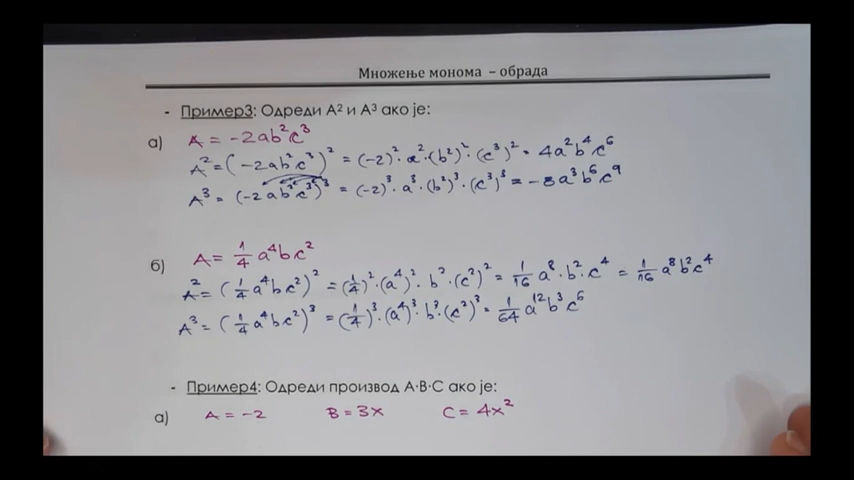 Множење монома – обрада
- Пример3: Одреди A² и A³ ако је:
а) A = -2ab²c³
A² = (-2ab²c³)² = (-2)²·a²·(b²)²·(c³)² = 4a²b⁴c⁶
A³ = (-2ab²c³)³ = (-2)³·a³·(b²)³·(c³)³ = -8a³b⁶c⁹
б) A = 1/4 a⁴bc²
A² = (1/4 a⁴bc²)² = (1/4)²·(a⁴)²·b²·(c²)² = 1/16 a⁸·b²·c⁴ = 1/16 a⁸b²c⁴
A³ = (1/4 a⁴bc²)³ = (1/4)³·(a⁴)³·b³·(c²)³ = 1/64 a¹²b³c⁶
- Пример4: Одреди производ A·B·C ако је:
а) A = -2 B = 3x C = 4x²